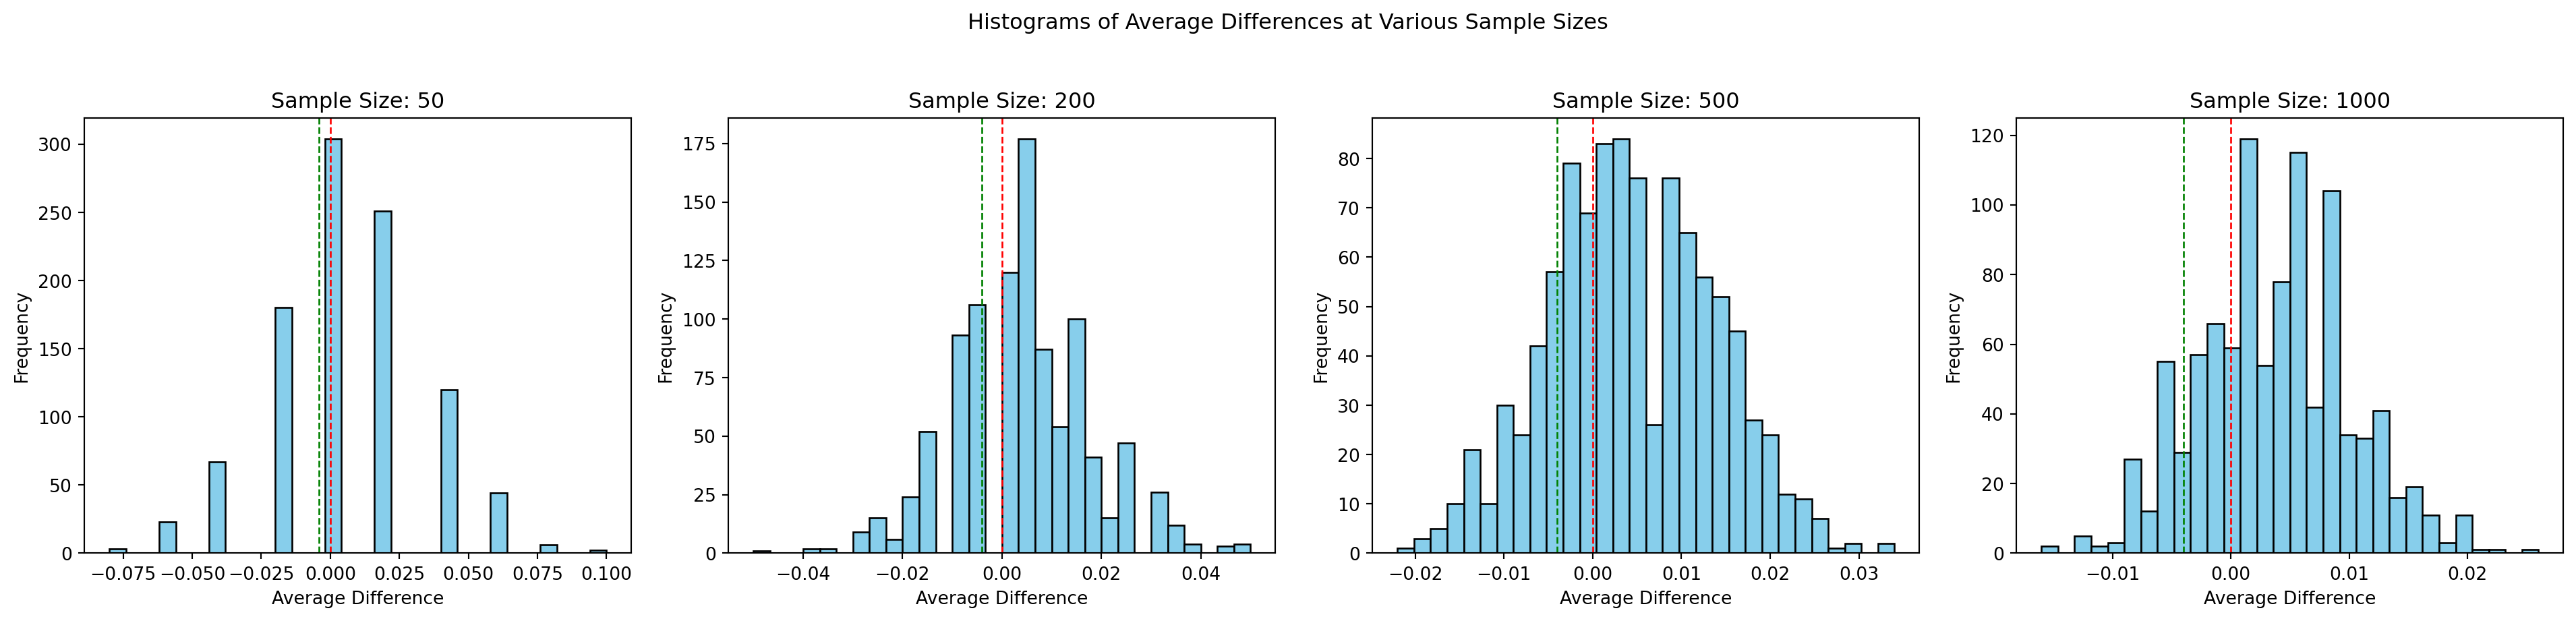 Histograms of Average Differences at Various Sample Sizes
Sample Size: 50
Frequency
300
250
200
150
100
50
0
−0.075 −0.050 −0.025 0.000 0.025 0.050 0.075 0.100
Average Difference
Sample Size: 200
Frequency
175
150
125
100
75
50
25
0
−0.04 −0.02 0.00 0.02 0.04
Average Difference
Sample Size: 500
Frequency
80
70
60
50
40
30
20
10
0
−0.02 −0.01 0.00 0.01 0.02 0.03
Average Difference
Sample Size: 1000
Frequency
120
100
80
60
40
20
0
−0.01 0.00 0.01 0.02
Average Difference